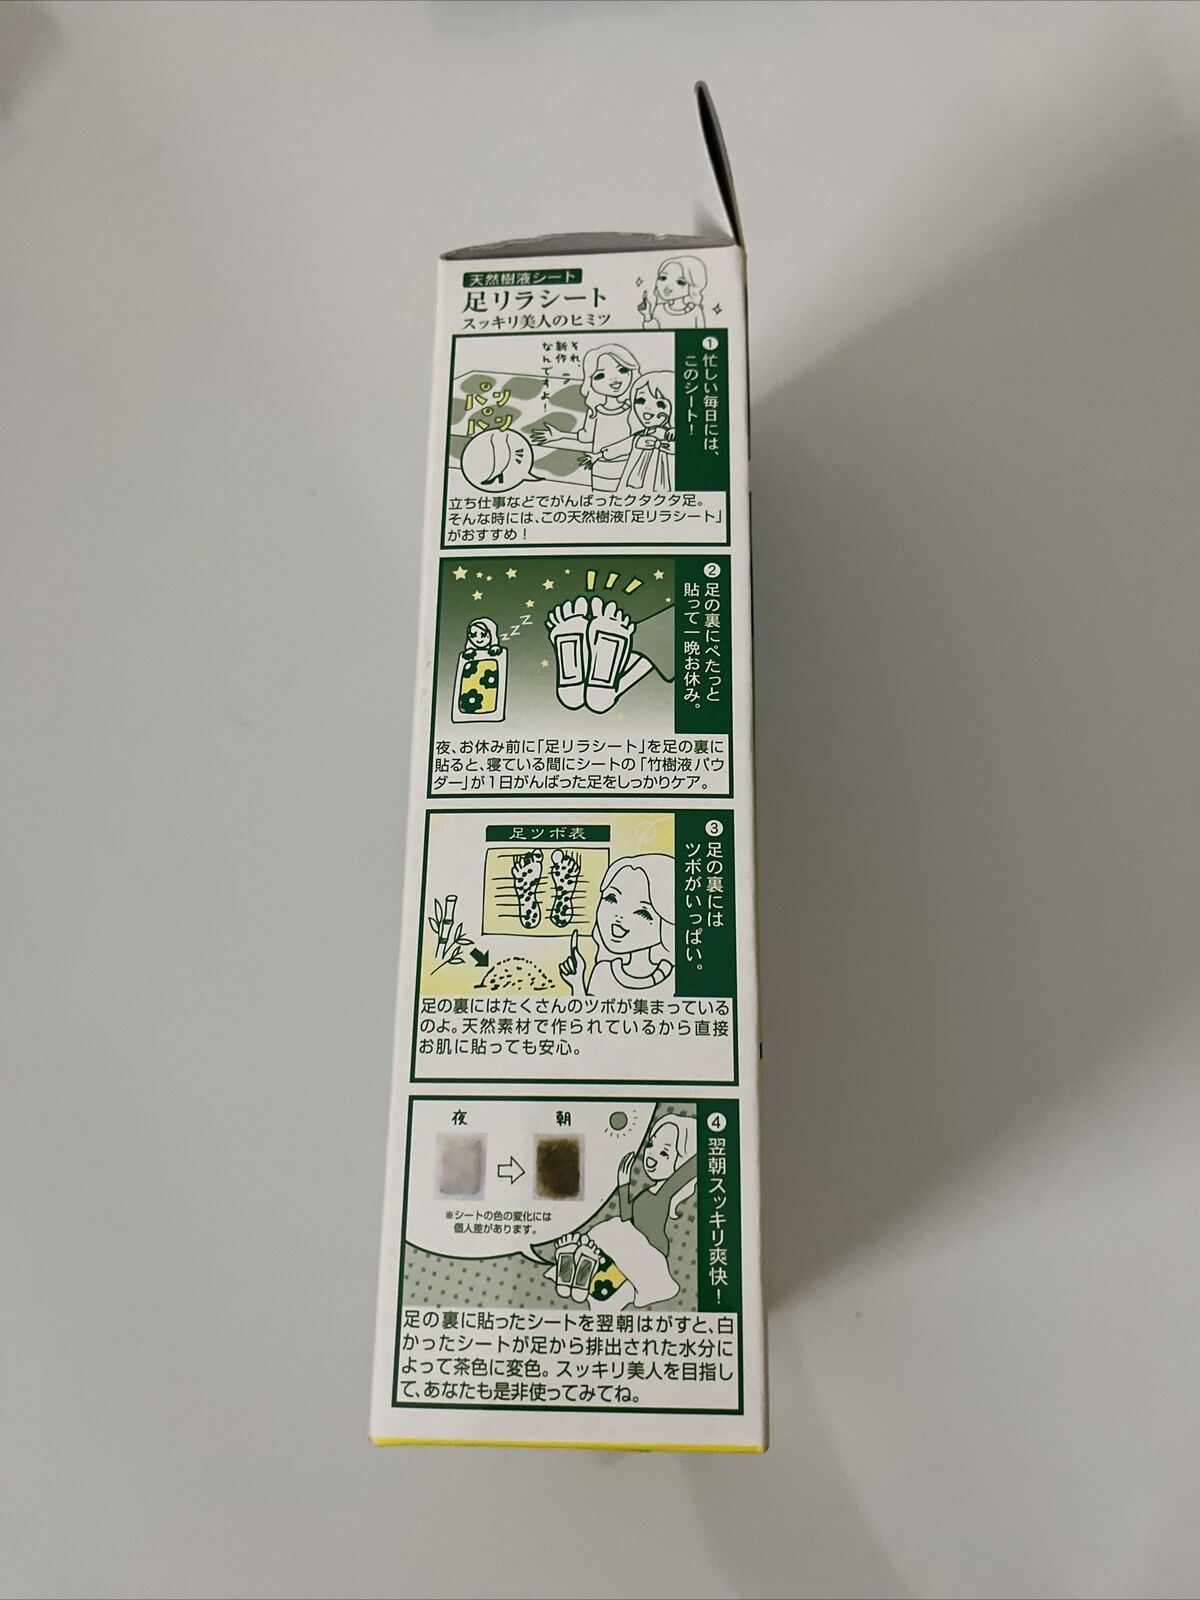 天然樹液シート
足リラシート
スッキリ美人のヒミツ
❶忙しい毎日には、
このシート!
それ、
新作
なんですよ!
パン
パン
立ち仕事などでがんばったクタクタ足。
そんな時には、この天然樹液「足リラシート」
がおすすめ!
❷足の裏にぺたっと
貼って一晩お休み。
zzz
夜、お休み前に「足リラシート」を足の裏に
貼ると、寝ている間にシートの「竹樹液パウ
ダー」が1日がんばった足をしっかりケア。
❸足の裏には
ツボがいっぱい。
足ツボ表
足の裏にはたくさんのツボが集まっている
のよ。天然素材で作られているから直接
お肌に貼っても安心。
❹翌朝スッキリ爽快!
夜
朝
※シートの色の変化には
個人差があります。
足の裏に貼ったシートを翌朝はがすと、白
かったシートが足から排出された水分に
よって茶色に変色。スッキリ美人を目指し
て、あなたも是非使ってみてね。